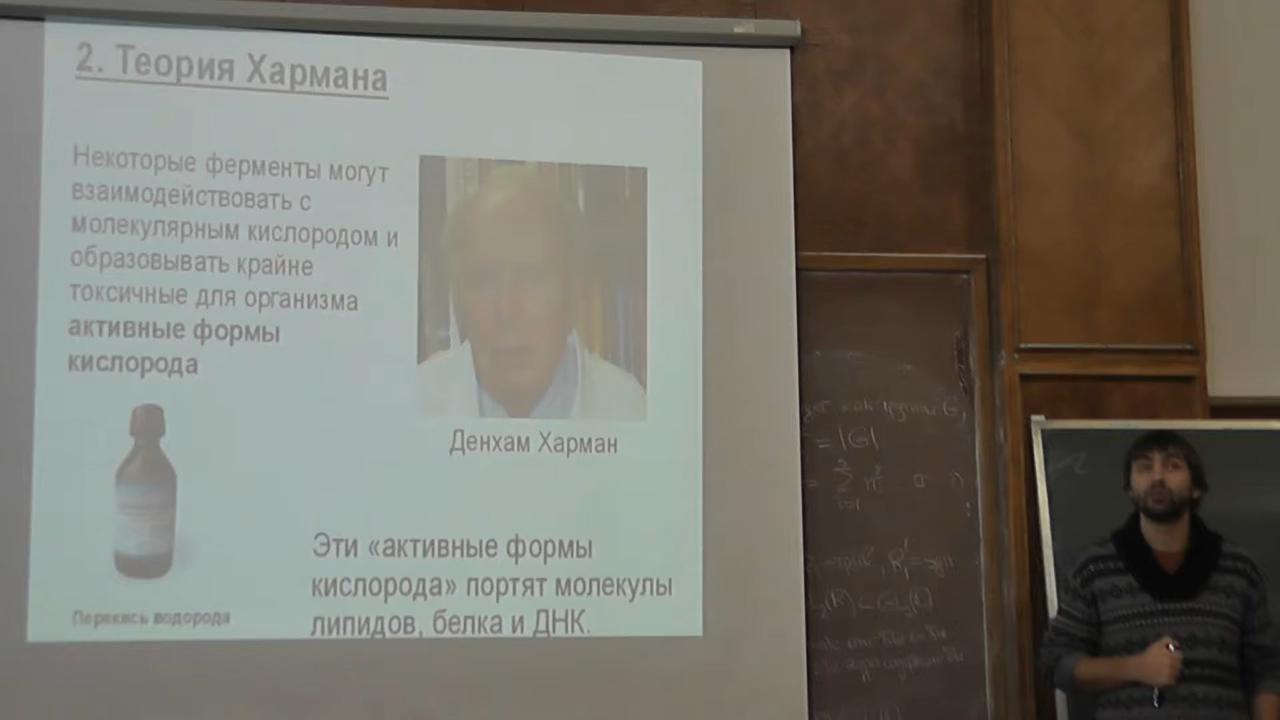 2. Теория Хармана
Некоторые ферменты могут
взаимодействовать с
молекулярным кислородом и
образовывать крайне
токсичные для организма
активные формы
кислорода
Денхам Харман
Перекись водорода
Эти «активные формы
кислорода» портят молекулы
липидов, белка и ДНК.
= |G|